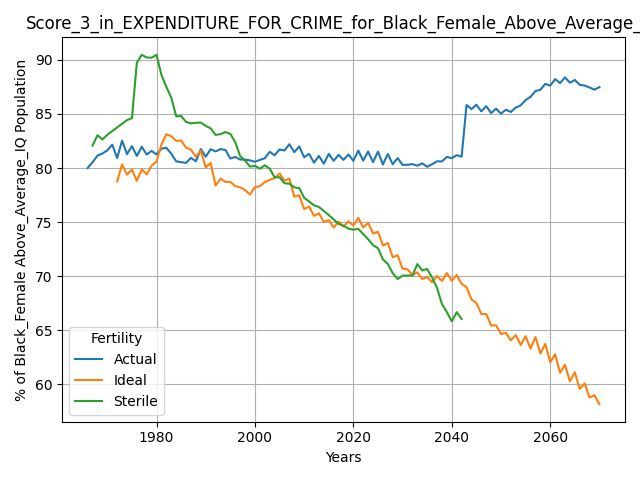 Score_3_in_EXPENDITURE_FOR_CRIME_for_Black_Female_Above_Average_
% of Black_Female Above_Average_IQ Population
90
85
80
75
70
65
60
Fertility
Actual
Ideal
Sterile
1980
2000
2020
2040
2060
Years